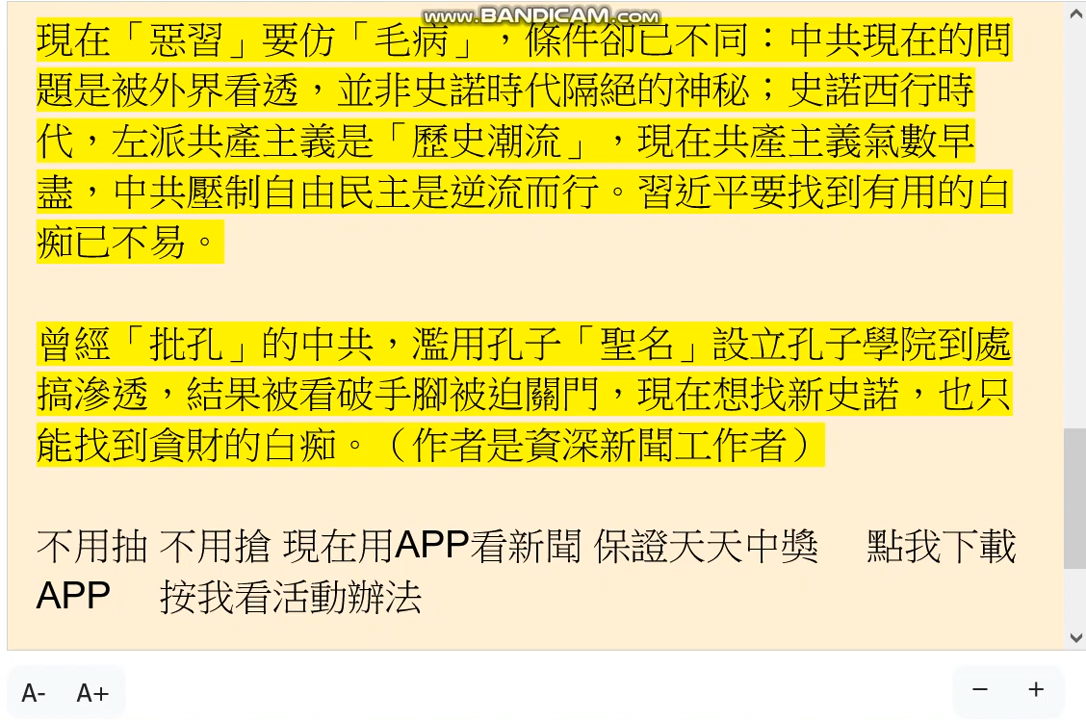 www.BANDICAM.com
現在「惡習」要仿「毛病」，條件卻已不同：中共現在的問
題是被外界看透，並非史諾時代隔絕的神秘；史諾西行時
代，左派共產主義是「歷史潮流」，現在共產主義氣數早
盡，中共壓制自由民主是逆流而行。習近平要找到有用的白
痴已不易。
曾經「批孔」的中共，濫用孔子「聖名」設立孔子學院到處
搞滲透，結果被看破手腳被迫關門，現在想找新史諾，也只
能找到貪財的白痴。（作者是資深新聞工作者）
不用抽 不用搶 現在用APP看新聞 保證天天中獎　 點我下載
APP　 按我看活動辦法
A- A+ − +